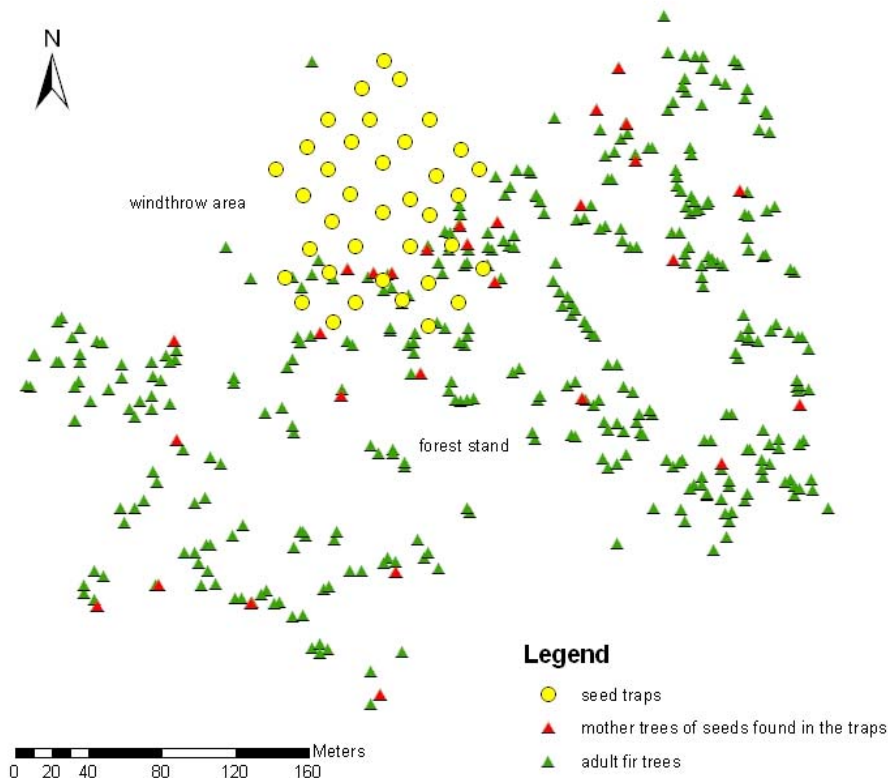 N
windthrow area
forest stand
Legend
seed traps
mother trees of seeds found in the traps
adult fir trees
Meters
0 20 40 80 120 160